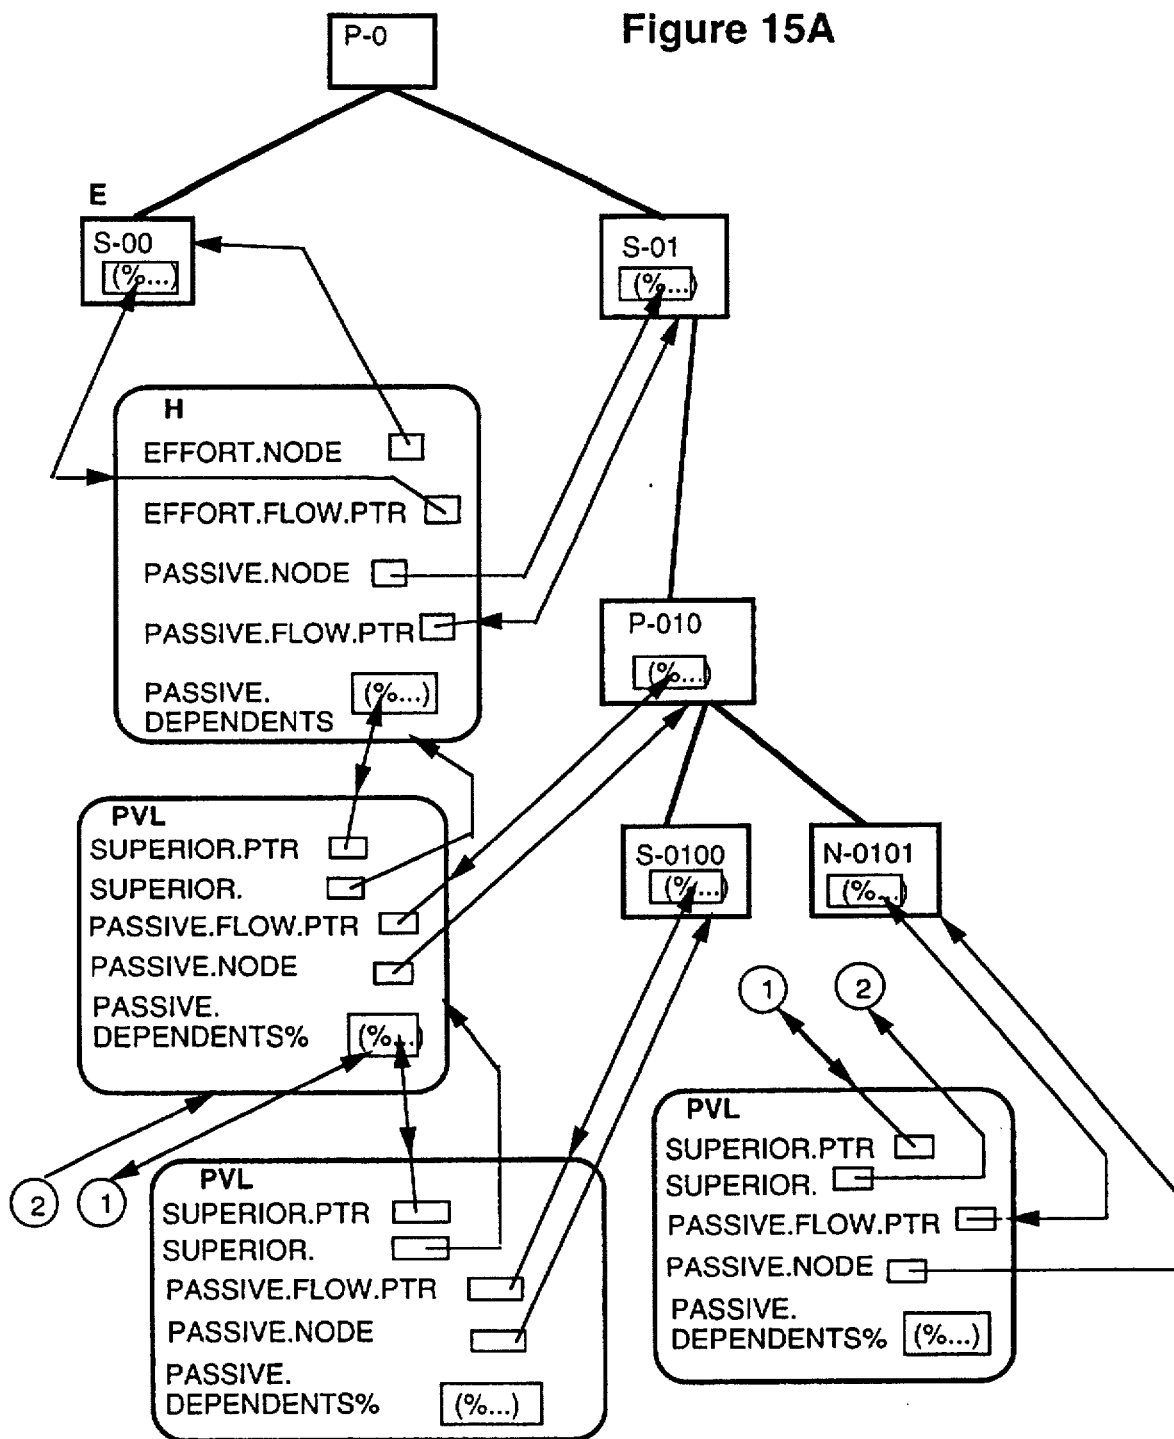 Figure 15A
P-0
E
S-00
(%...)
S-01
(%...)
H
EFFORT.NODE
EFFORT.FLOW.PTR
PASSIVE.NODE
PASSIVE.FLOW.PTR
PASSIVE.
DEPENDENTS
(%...)
P-010
(%...)
PVL
SUPERIOR.PTR
SUPERIOR.
PASSIVE.FLOW.PTR
PASSIVE.NODE
PASSIVE.
DEPENDENTS%
(%...)
S-0100
(%...)
N-0101
(%...)
1
2
2
1
PVL
SUPERIOR.PTR
SUPERIOR.
PASSIVE.FLOW.PTR
PASSIVE.NODE
PASSIVE.
DEPENDENTS%
(%...)
PVL
SUPERIOR.PTR
SUPERIOR.
PASSIVE.FLOW.PTR
PASSIVE.NODE
PASSIVE.
DEPENDENTS%
(%...)